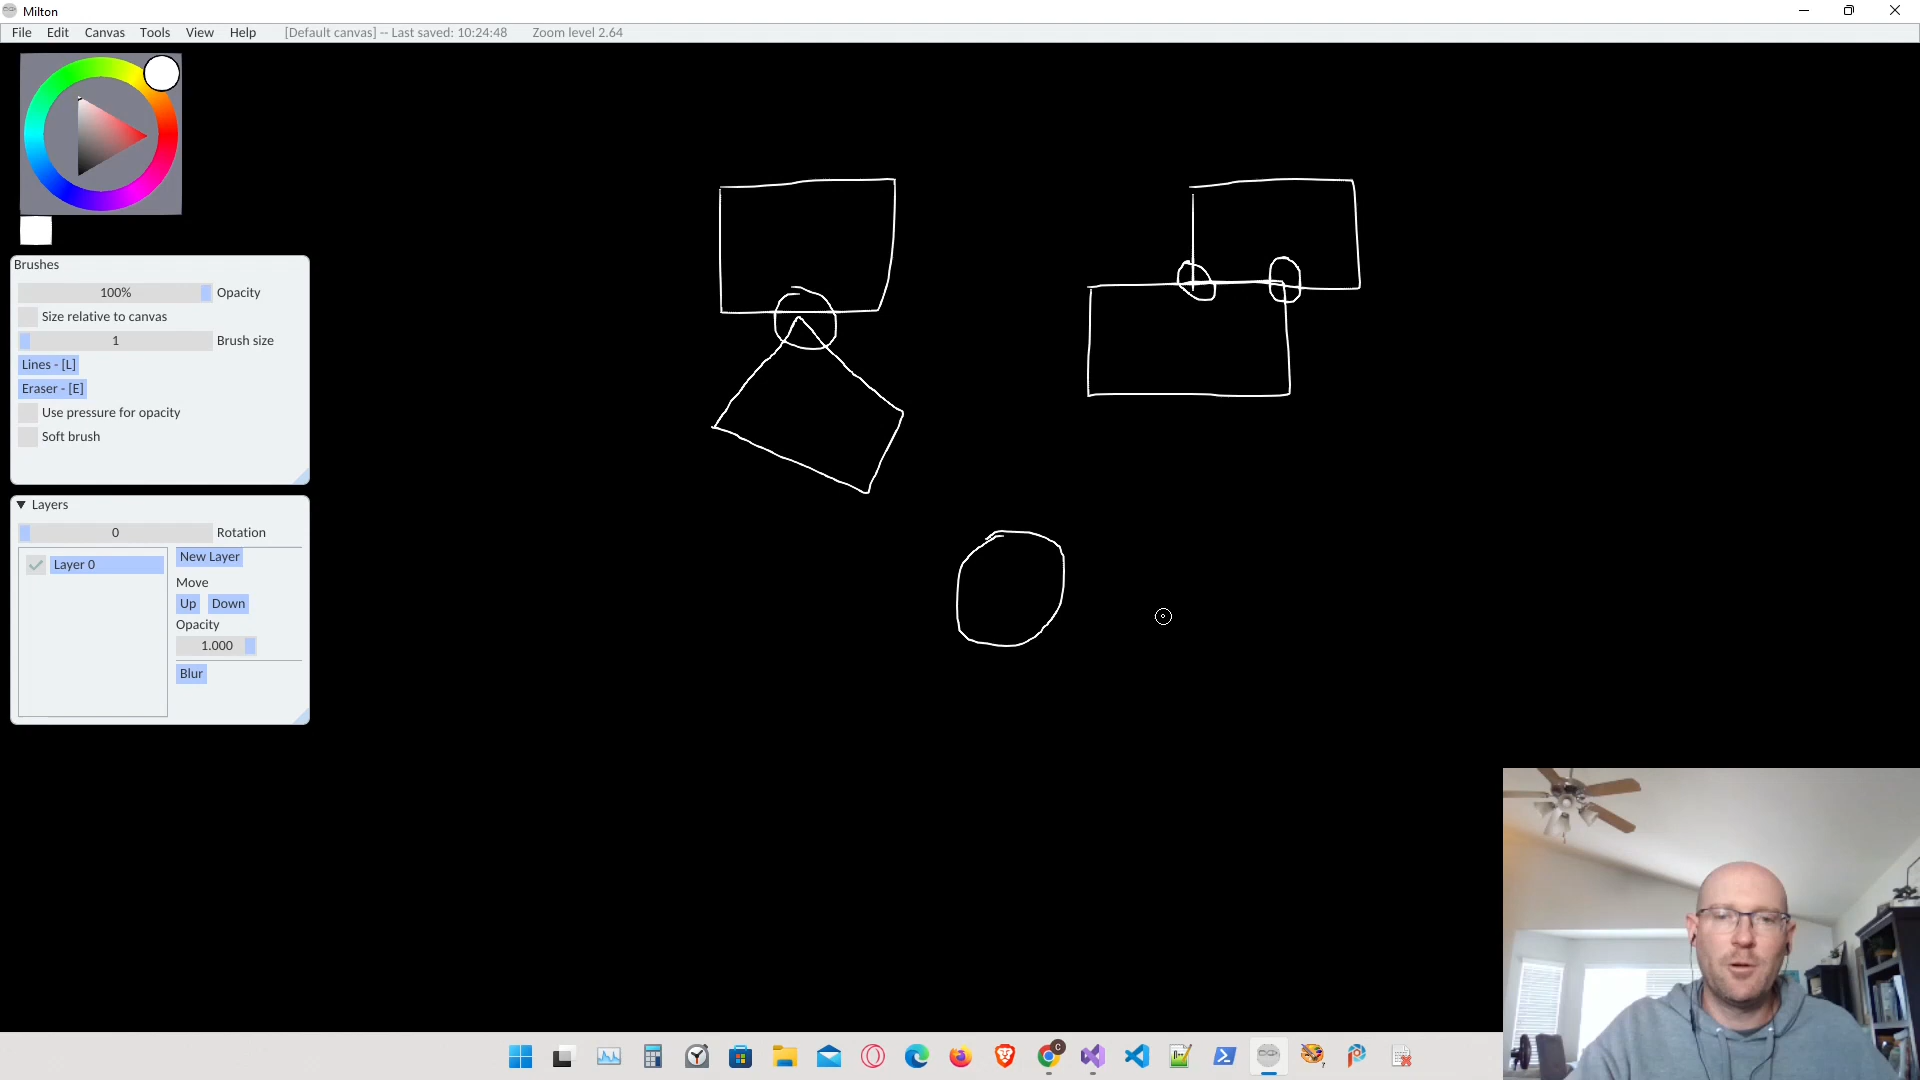 Milton
File Edit Canvas Tools View Help [Default canvas] -- Last saved: 10:24:48 Zoom level 2.64
Brushes
100% Opacity
Size relative to canvas
1 Brush size
Lines - [L]
Eraser - [E]
Use pressure for opacity
Soft brush
Layers
0 Rotation
Layer 0
New Layer
Move
Up Down
Opacity
1.000
Blur